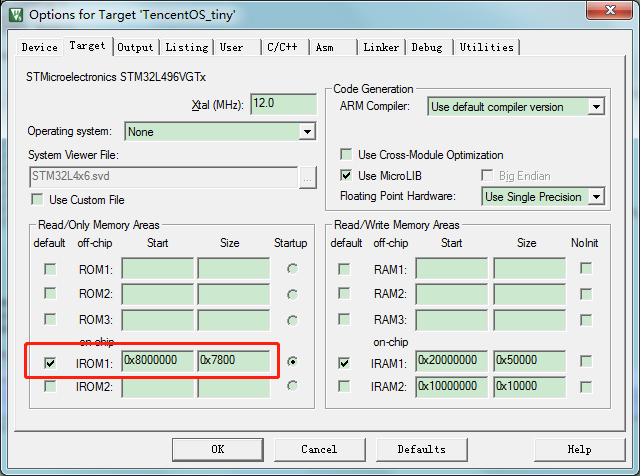 Options for Target 'TencentOS_tiny'
Device Target Output Listing User C/C++ Asm Linker Debug Utilities
STMicroelectronics STM32L496VGTx
Xtal (MHz): 12.0
Operating system: None
System Viewer File:
STM32L4x6.svd ...
Use Custom File
Code Generation
ARM Compiler: Use default compiler version
Use Cross-Module Optimization
Use MicroLIB Big Endian
Floating Point Hardware: Use Single Precision
Read/Only Memory Areas
default off-chip Start Size Startup
ROM1:
ROM2:
ROM3:
on-chip
IROM1: 0x8000000 0x7800
IROM2:
Read/Write Memory Areas
default off-chip Start Size NoInit
RAM1:
RAM2:
RAM3:
on-chip
IRAM1: 0x20000000 0x50000
IRAM2: 0x10000000 0x10000
OK Cancel Defaults Help